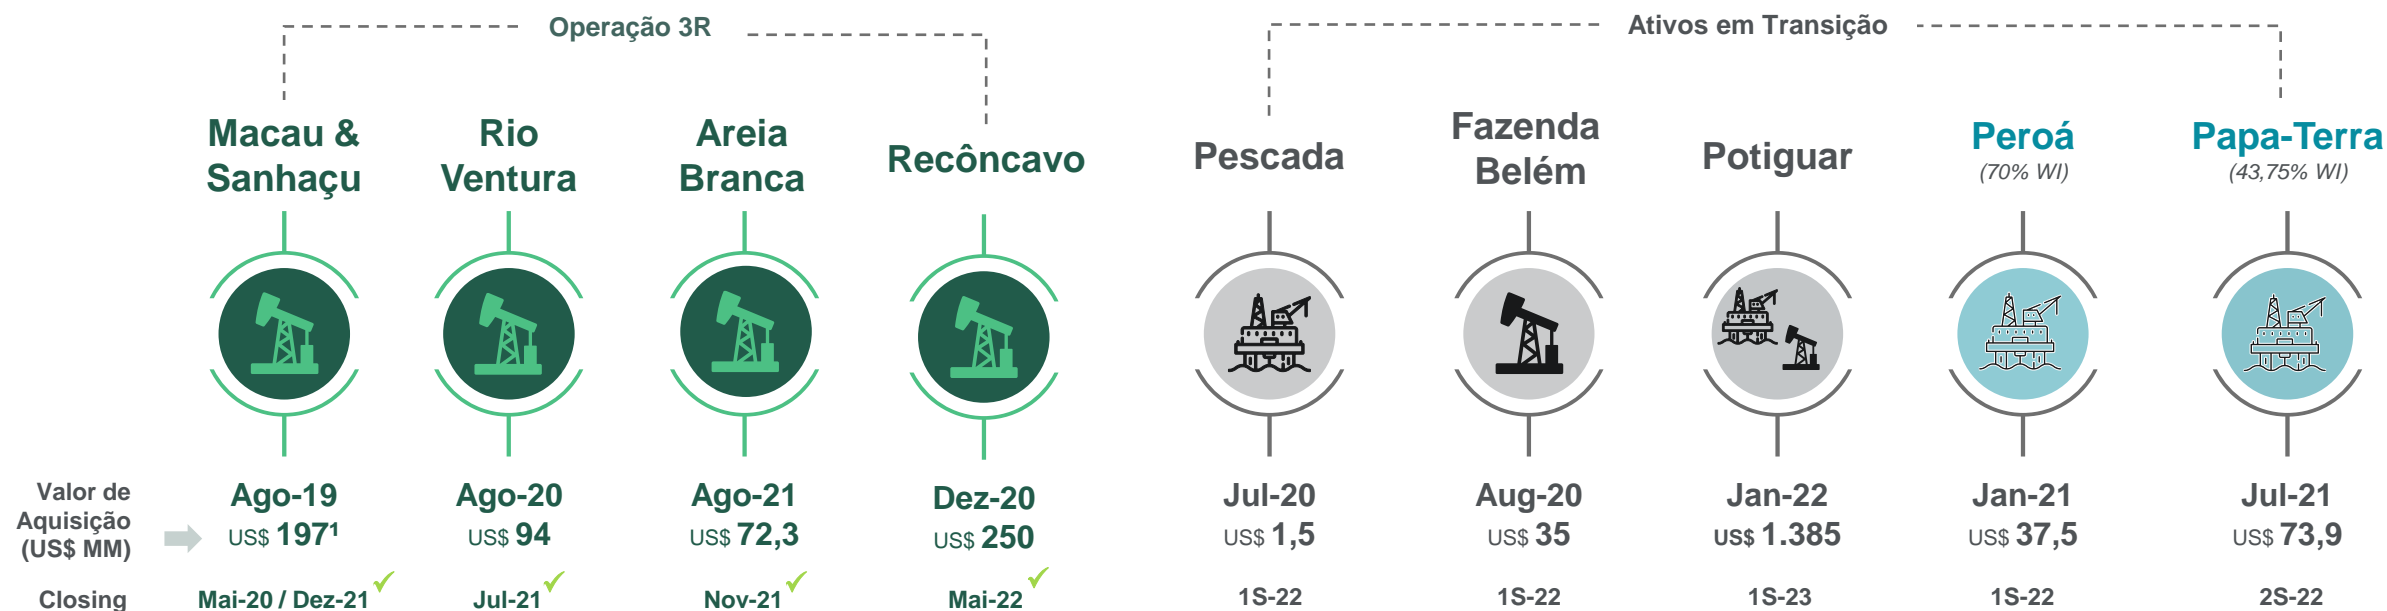 Operação 3R
Ativos em Transição
Macau &
Sanhaçu
Rio
Ventura
Areia
Branca
Recôncavo
Pescada
Fazenda
Belém
Potiguar
Peroá
(70% WI)
Papa-Terra
(43,75% WI)
Valor de
Aquisição
(US$ MM)
Ago-19
US$ 197¹
Ago-20
US$ 94
Ago-21
US$ 72,3
Dez-20
US$ 250
Jul-20
US$ 1,5
Aug-20
US$ 35
Jan-22
US$ 1.385
Jan-21
US$ 37,5
Jul-21
US$ 73,9
Closing
Mai-20 / Dez-21
Jul-21
Nov-21
Mai-22
1S-22
1S-22
1S-23
1S-22
2S-22